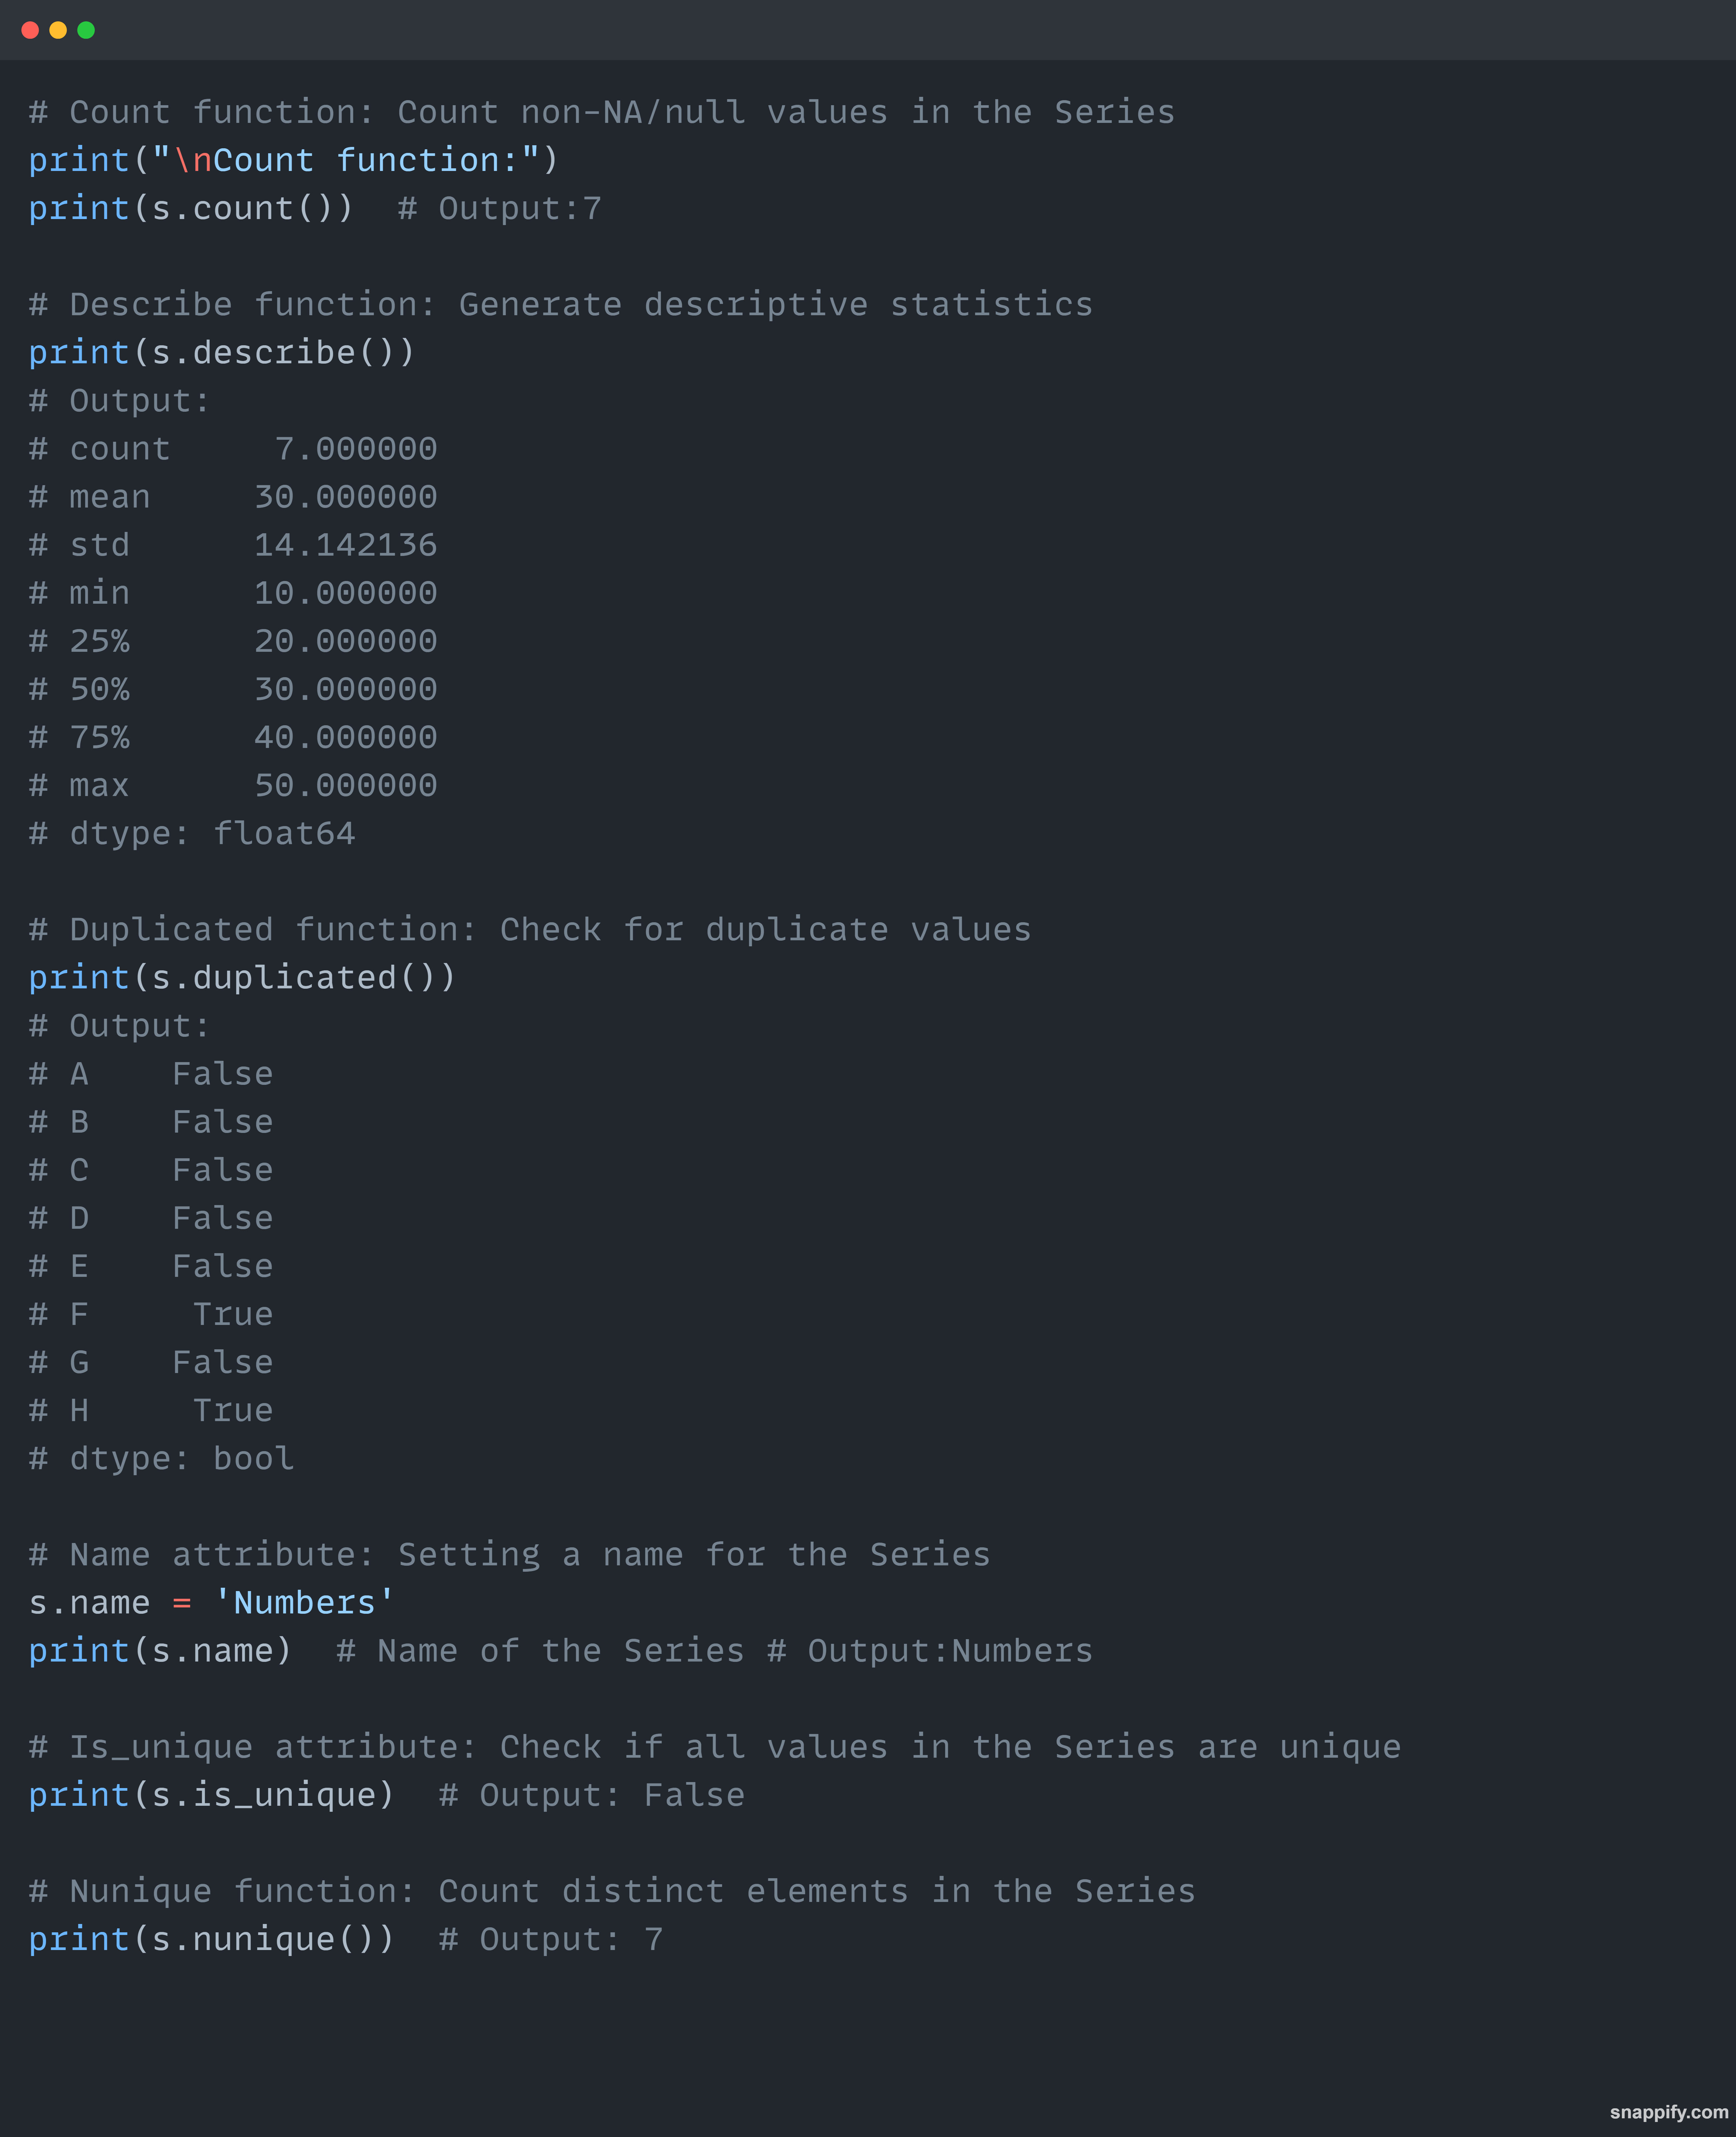 # Count function: Count non-NA/null values in the Series
print("\nCount function:")
print(s.count())  # Output:7

# Describe function: Generate descriptive statistics
print(s.describe())
# Output:
# count     7.000000
# mean     30.000000
# std      14.142136
# min      10.000000
# 25%      20.000000
# 50%      30.000000
# 75%      40.000000
# max      50.000000
# dtype: float64

# Duplicated function: Check for duplicate values
print(s.duplicated())
# Output:
# A    False
# B    False
# C    False
# D    False
# E    False
# F     True
# G    False
# H     True
# dtype: bool

# Name attribute: Setting a name for the Series
s.name = 'Numbers'
print(s.name)  # Name of the Series # Output:Numbers

# Is_unique attribute: Check if all values in the Series are unique
print(s.is_unique)  # Output: False

# Nunique function: Count distinct elements in the Series
print(s.nunique())  # Output: 7

snappify.com